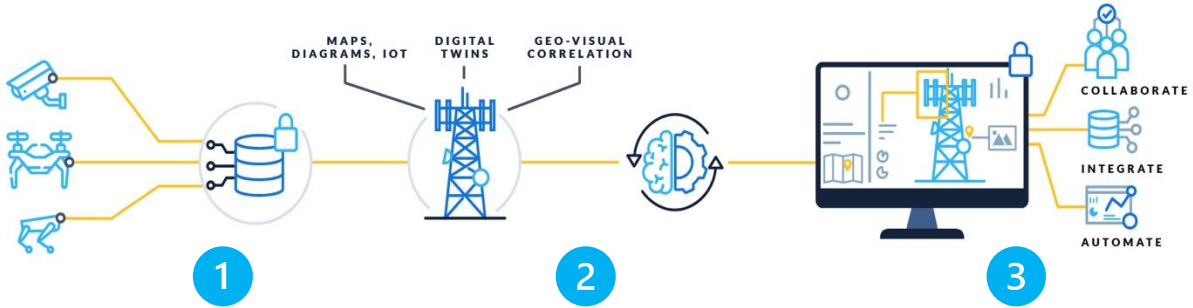 MAPS,
DIAGRAMS, IOT
DIGITAL
TWINS
GEO-VISUAL
CORRELATION
COLLABORATE
INTEGRATE
AUTOMATE
1
2
3